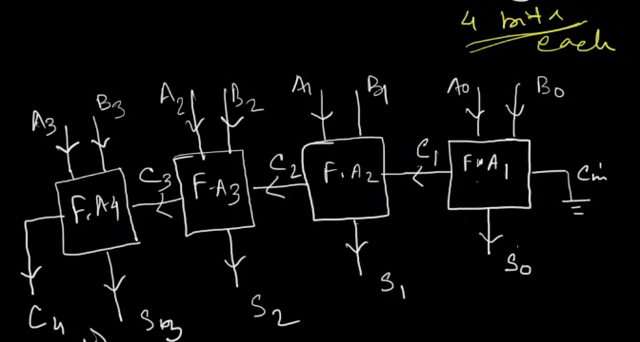 4 bits
each
A3 B3 A2 B2 A1 B1 A0 B0
C3 C2 C1 Cin
F.A4 F.A3 F.A2 F.A1
C4 S3 S2 S1 S0